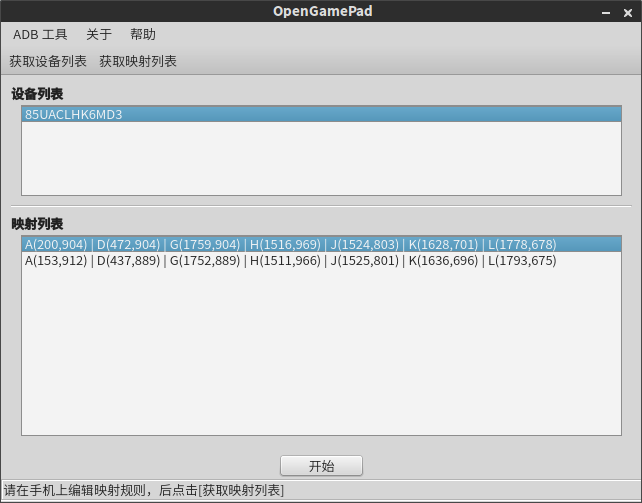 OpenGamePad
ADB 工具 关于 帮助
获取设备列表 获取映射列表
设备列表
85UACLHK6MD3
映射列表
A(200,904) | D(472,904) | G(1759,904) | H(1516,969) | J(1524,803) | K(1628,701) | L(1778,678)
A(153,912) | D(437,889) | G(1752,889) | H(1511,966) | J(1525,801) | K(1636,696) | L(1793,675)
开始
请在手机上编辑映射规则，后点击[获取映射列表]